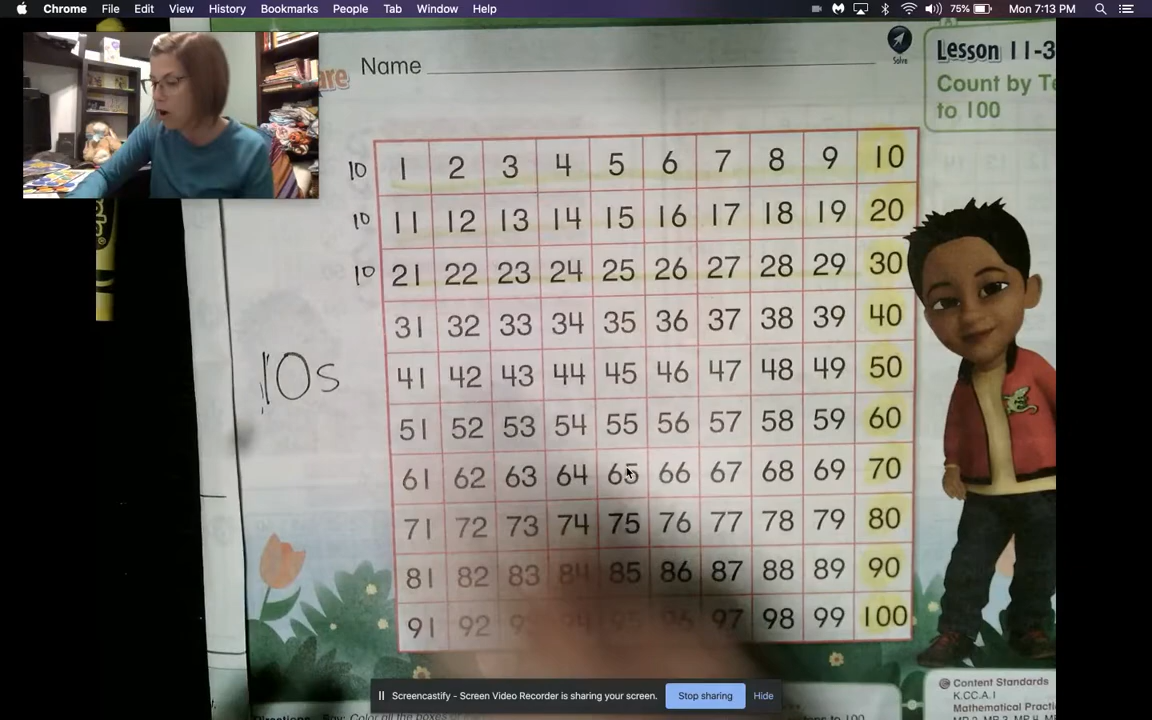 Chrome File Edit View History Bookmarks People Tab Window Help 75% Mon 7:13 PM
Name
Solve
Lesson 11-3
Count by Te
to 100
10 1 2 3 4 5 6 7 8 9 10
10 11 12 13 14 15 16 17 18 19 20
10 21 22 23 24 25 26 27 28 29 30
31 32 33 34 35 36 37 38 39 40
10s
41 42 43 44 45 46 47 48 49 50
51 52 53 54 55 56 57 58 59 60
61 62 63 64 65 66 67 68 69 70
71 72 73 74 75 76 77 78 79 80
81 82 83 84 85 86 87 88 89 90
91 92 97 98 99 100
Screencastify - Screen Video Recorder is sharing your screen. Stop sharing Hide
Content Standards
K.CC.A.1
Mathematical Practi